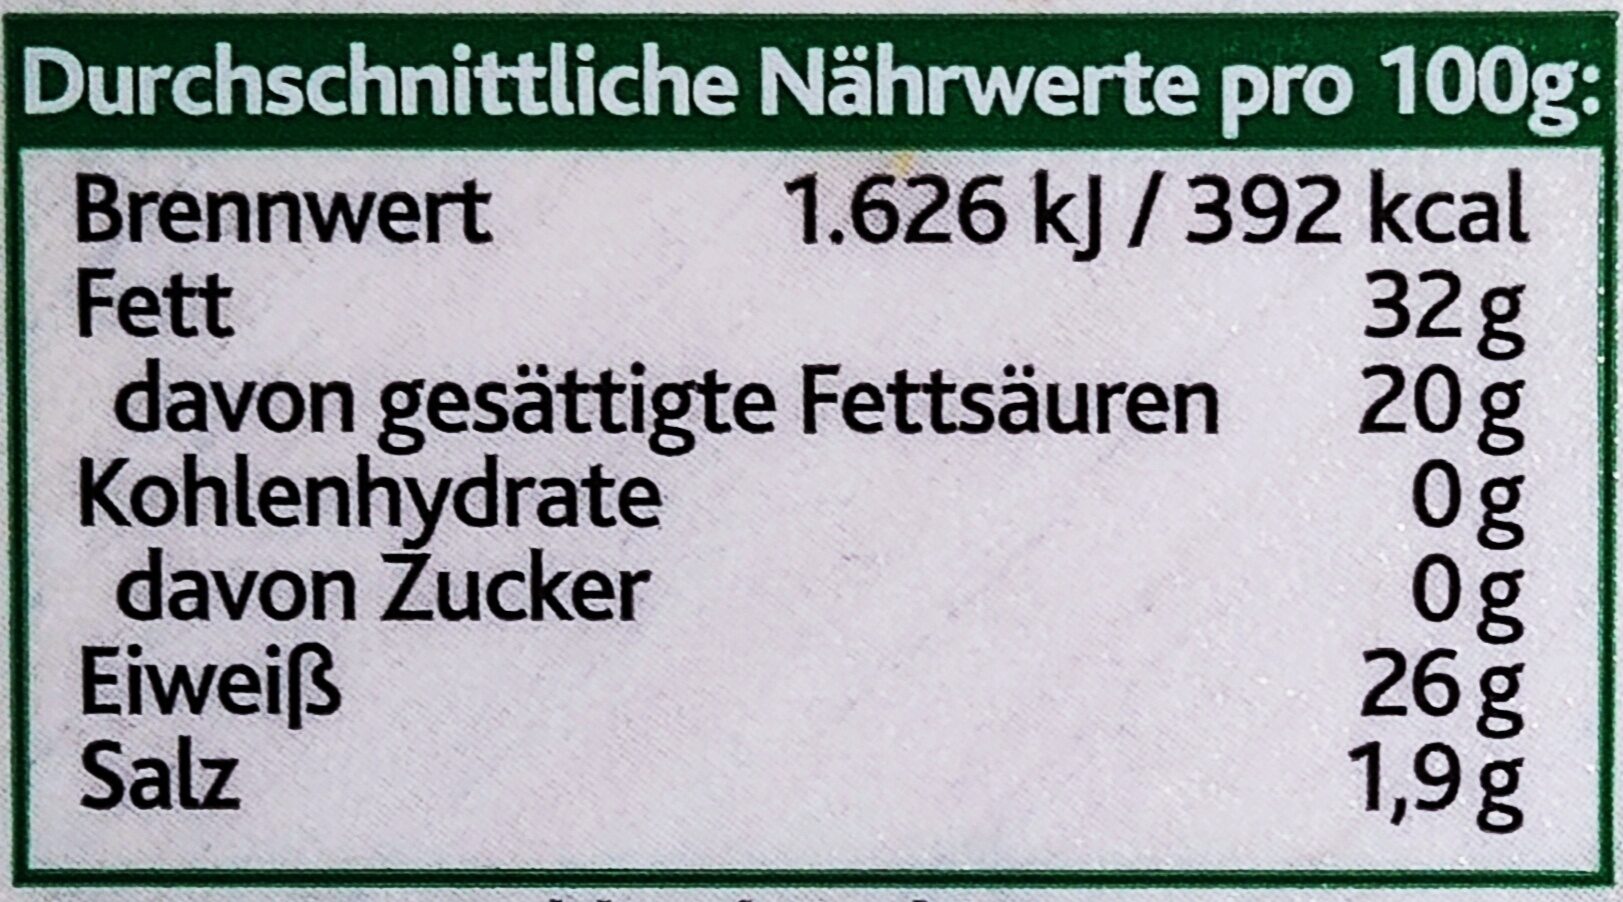 Durchschnittliche Nährwerte pro 100g:
Brennwert 1.626 kJ / 392 kcal
Fett 32 g
davon gesättigte Fettsäuren 20 g
Kohlenhydrate 0 g
davon Zucker 0 g
Eiweiß 26 g
Salz 1,9 g